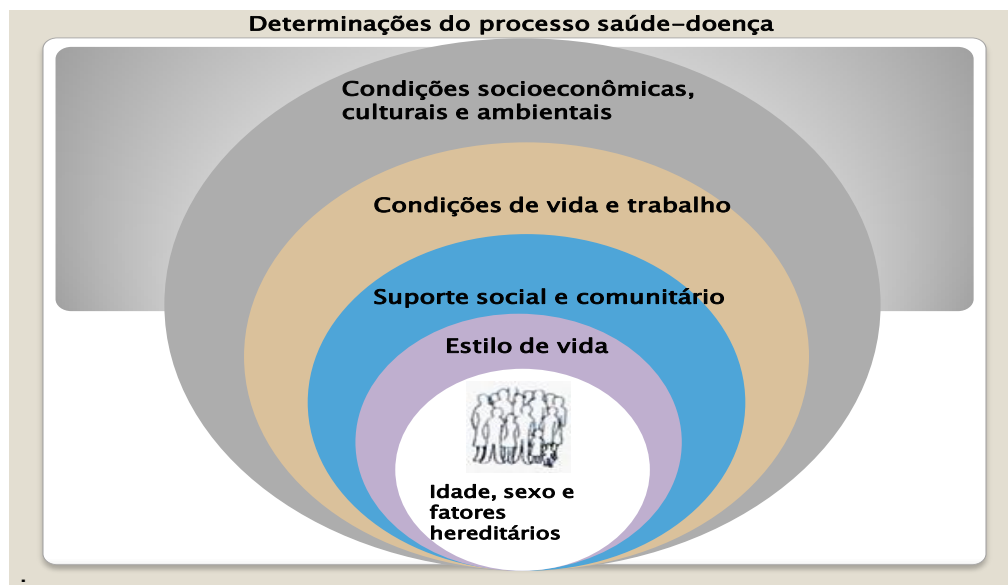 Determinações do processo saúde-doença
Condições socioeconômicas,
culturais e ambientais
Condições de vida e trabalho
Suporte social e comunitário
Estilo de vida
Idade, sexo e
fatores
hereditários
.